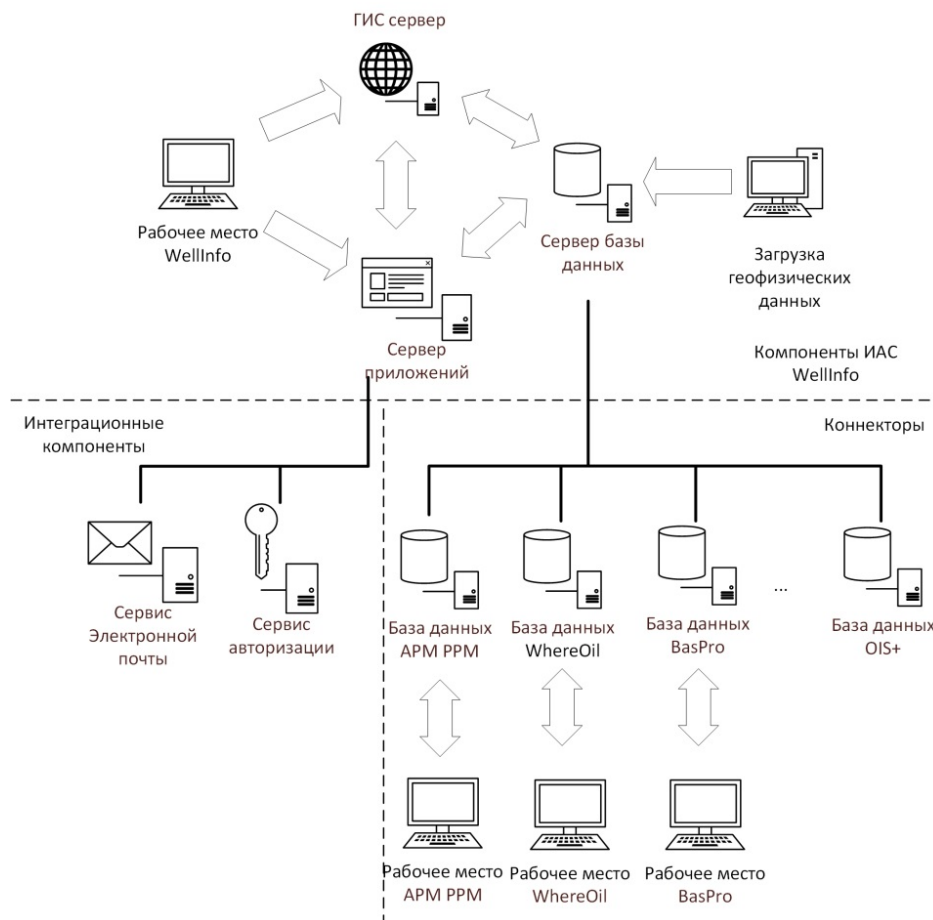 ГИС сервер
Рабочее место
WellInfo
Сервер базы
данных
Загрузка
геофизических
данных
Сервер
приложений
Компоненты ИАС
WellInfo
Интеграционные
компоненты
Коннекторы
Сервис
Электронной
почты
Сервис
авторизации
База данных
АРМ РРМ
База данных
WhereOil
База данных
BasPro
...
База данных
OIS+
Рабочее место
АРМ РРМ
Рабочее место
WhereOil
Рабочее место
BasPro